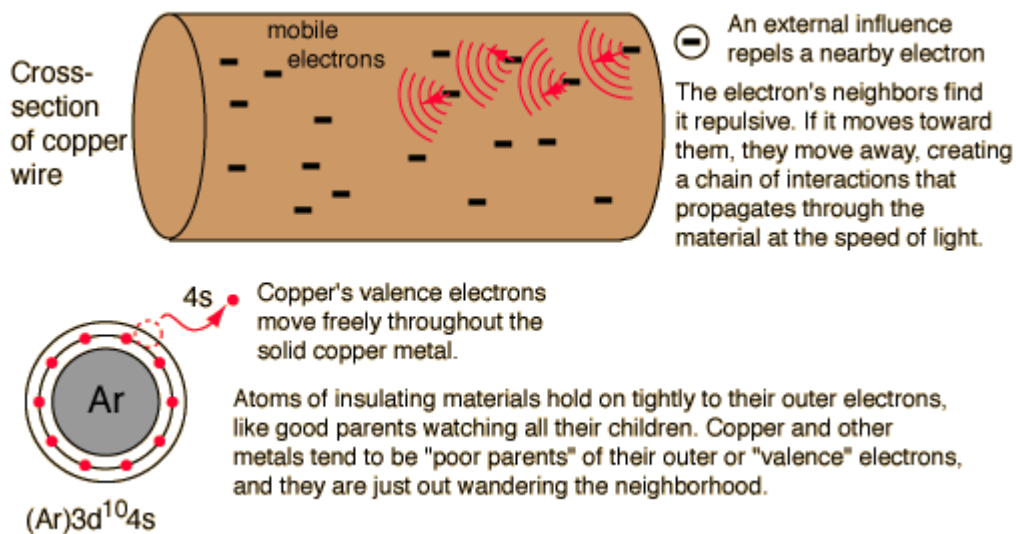 Cross-
section
of copper
wire
mobile
electrons
An external influence
repels a nearby electron
The electron's neighbors find
it repulsive. If it moves toward
them, they move away, creating
a chain of interactions that
propagates through the
material at the speed of light.
4s
Copper's valence electrons
move freely throughout the
solid copper metal.
Ar
(Ar)3d¹⁰4s
Atoms of insulating materials hold on tightly to their outer electrons,
like good parents watching all their children. Copper and other
metals tend to be "poor parents" of their outer or "valence" electrons,
and they are just out wandering the neighborhood.